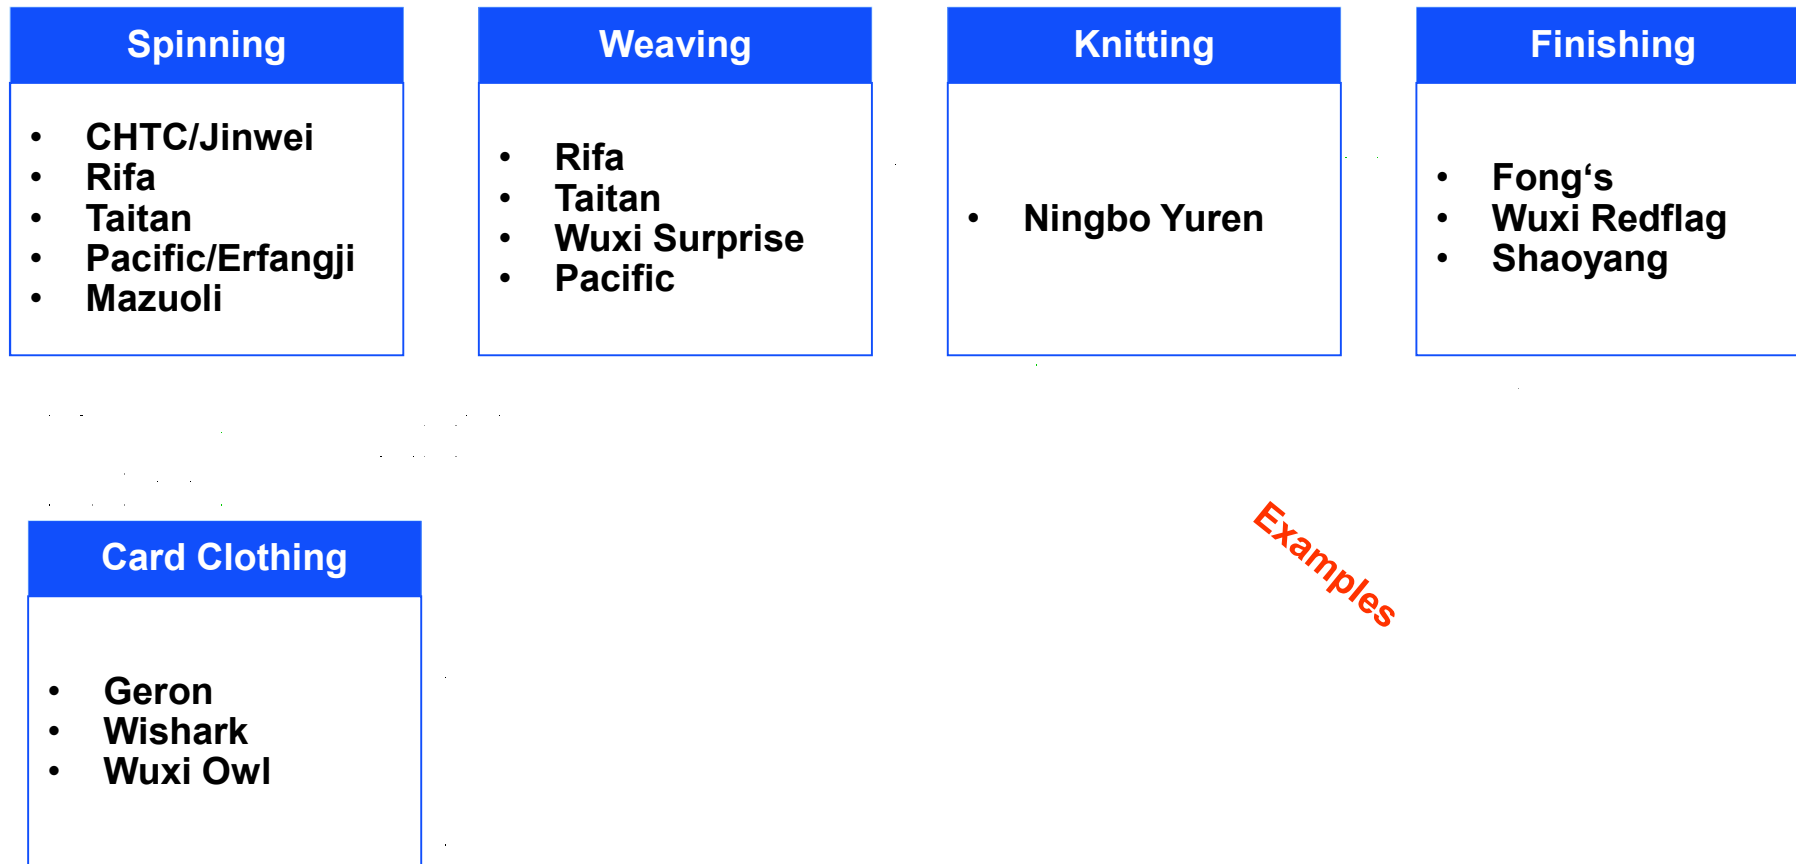 Spinning
• CHTC/Jinwei
• Rifa
• Taitan
• Pacific/Erfangji
• Mazuoli
Weaving
• Rifa
• Taitan
• Wuxi Surprise
• Pacific
Knitting
• Ningbo Yuren
Finishing
• Fong‘s
• Wuxi Redflag
• Shaoyang
Card Clothing
• Geron
• Wishark
• Wuxi Owl
Examples